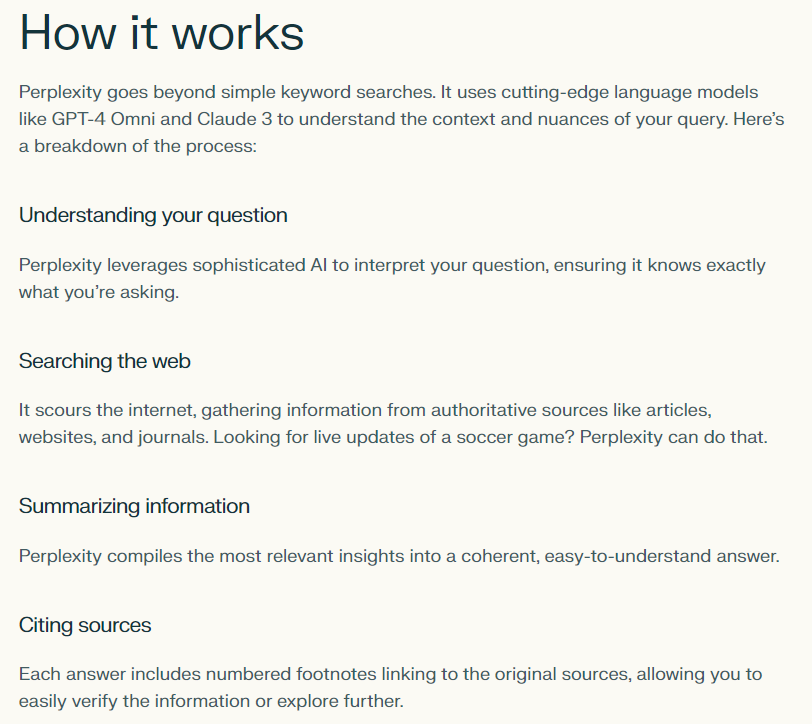 How it works
Perplexity goes beyond simple keyword searches. It uses cutting-edge language models
like GPT-4 Omni and Claude 3 to understand the context and nuances of your query. Here’s
a breakdown of the process:
Understanding your question
Perplexity leverages sophisticated AI to interpret your question, ensuring it knows exactly
what you’re asking.
Searching the web
It scours the internet, gathering information from authoritative sources like articles,
websites, and journals. Looking for live updates of a soccer game? Perplexity can do that.
Summarizing information
Perplexity compiles the most relevant insights into a coherent, easy-to-understand answer.
Citing sources
Each answer includes numbered footnotes linking to the original sources, allowing you to
easily verify the information or explore further.